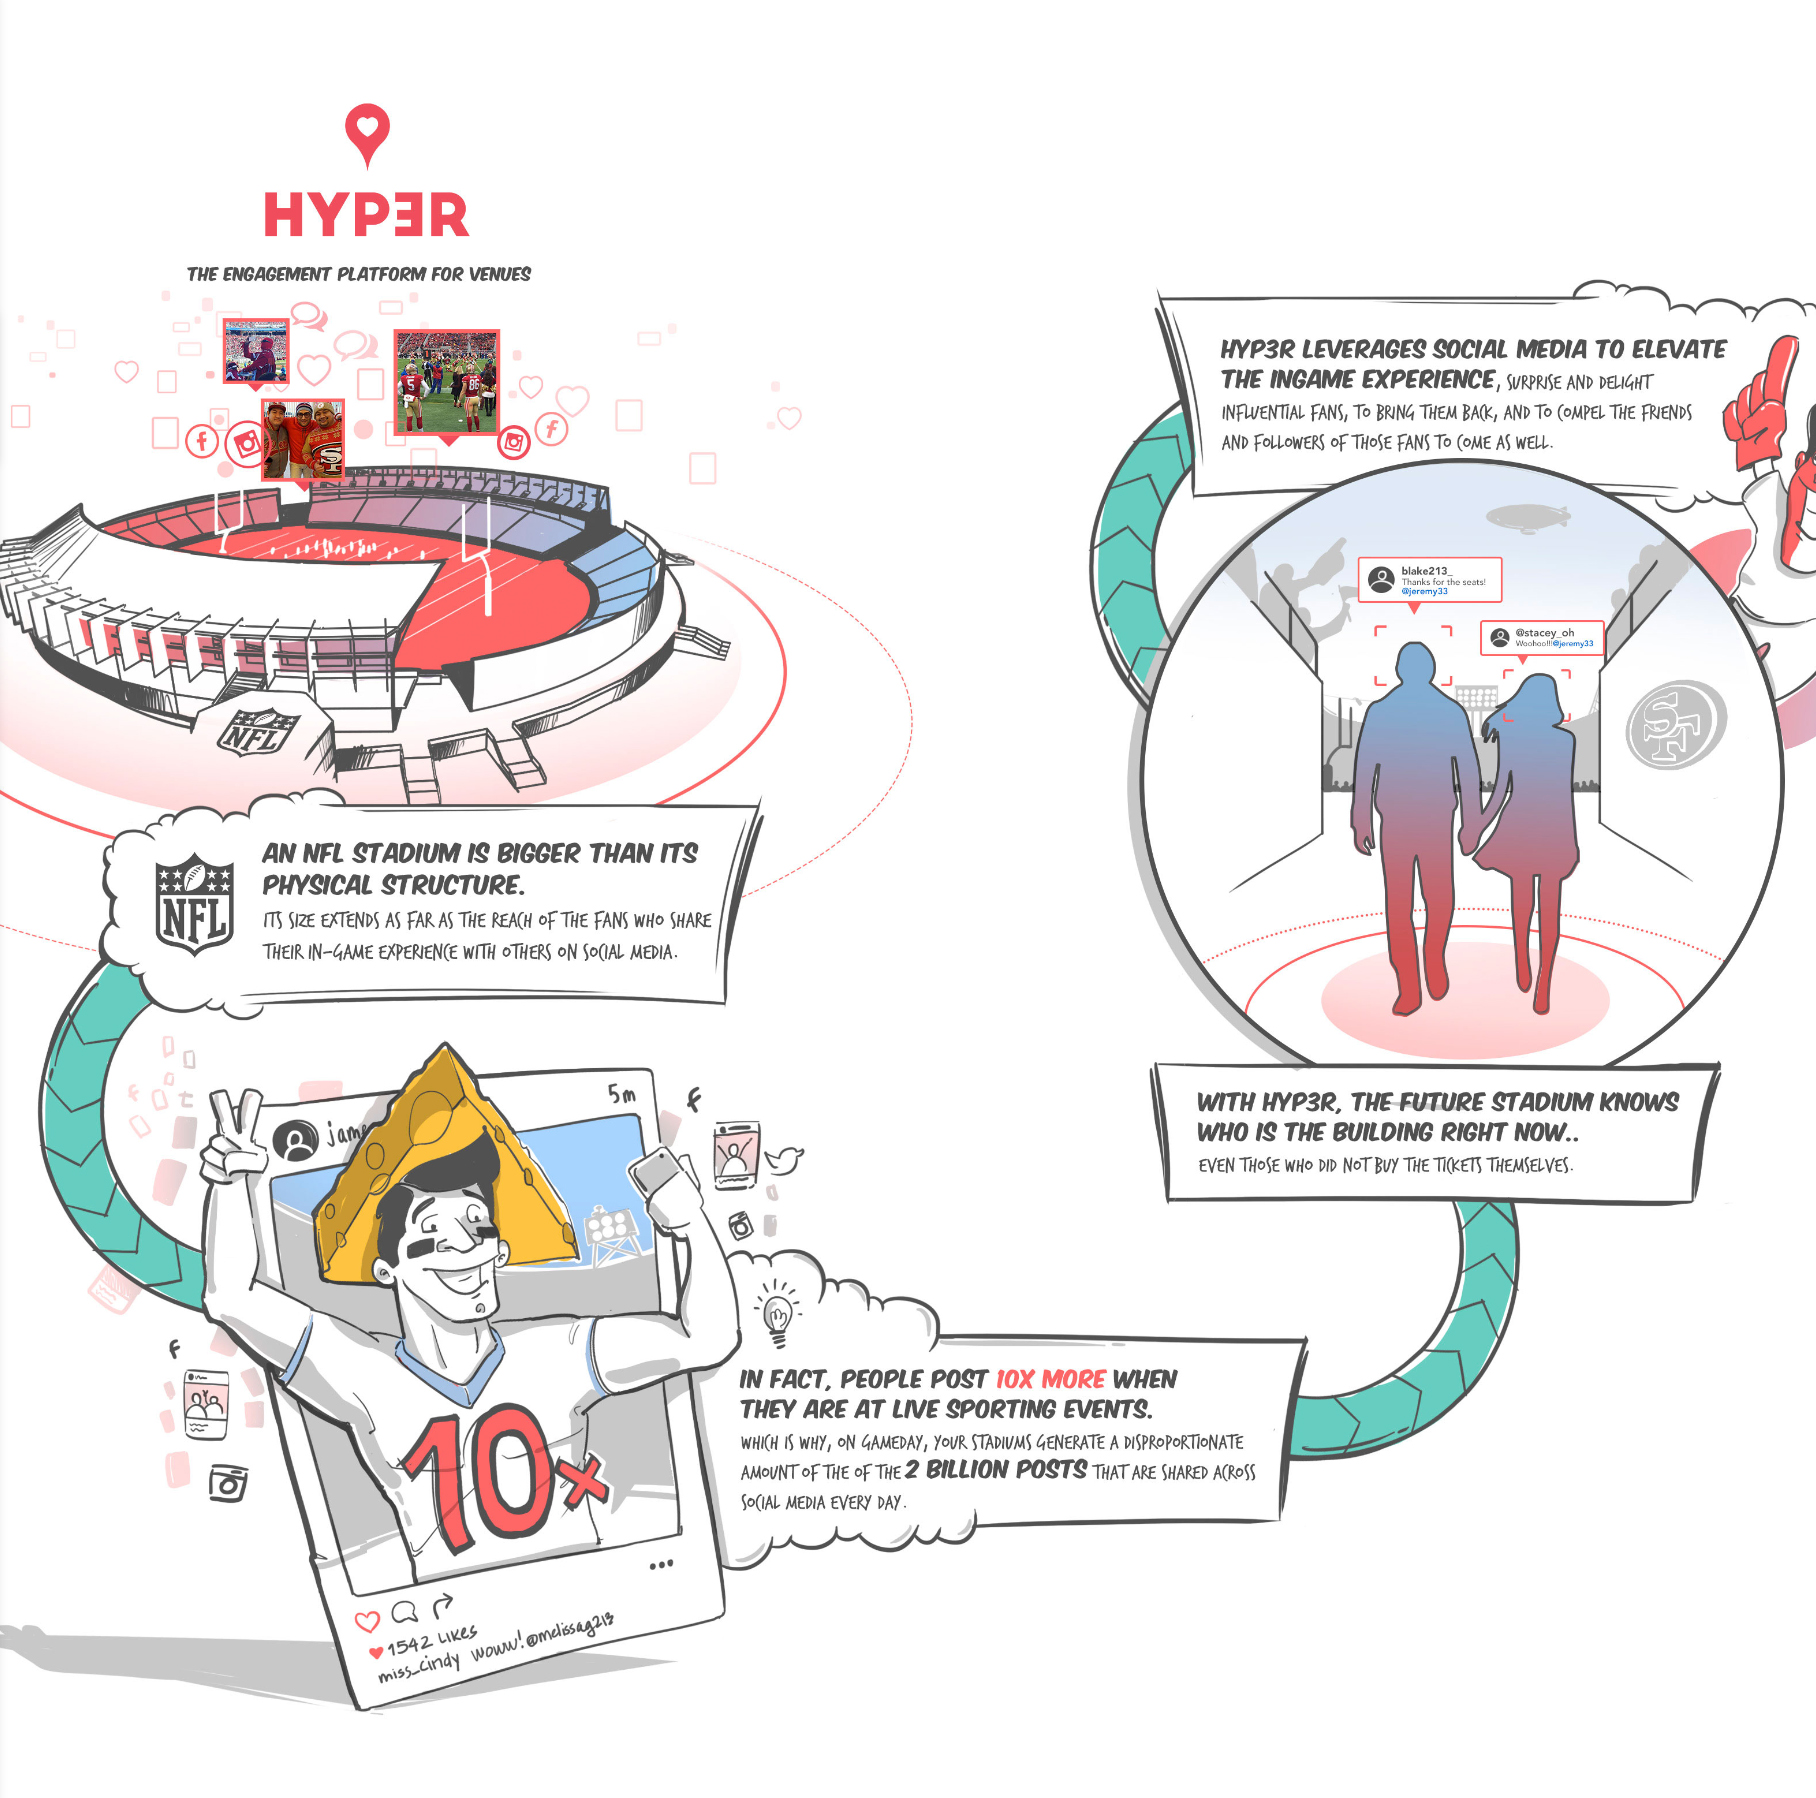 HYPƎR
THE ENGAGEMENT PLATFORM FOR VENUES
5
86
SF
NFL
NFL
AN NFL STADIUM IS BIGGER THAN ITS
PHYSICAL STRUCTURE.
ITS SIZE EXTENDS AS FAR AS THE REACH OF THE FANS WHO SHARE
THEIR IN-GAME EXPERIENCE WITH OTHERS ON SOCIAL MEDIA.
5m
10x
1542 LIKES
miss_cindy woww! @melissag213
IN FACT, PEOPLE POST 10X MORE WHEN
THEY ARE AT LIVE SPORTING EVENTS.
WHICH IS WHY, ON GAMEDAY, YOUR STADIUMS GENERATE A DISPROPORTIONATE
AMOUNT OF THE OF THE 2 BILLION POSTS THAT ARE SHARED ACROSS
SOCIAL MEDIA EVERY DAY.
HYP3R LEVERAGES SOCIAL MEDIA TO ELEVATE
THE INGAME EXPERIENCE, SURPRISE AND DELIGHT
INFLUENTIAL FANS, TO BRING THEM BACK, AND TO COMPEL THE FRIENDS
AND FOLLOWERS OF THOSE FANS TO COME AS WELL.
blake213_
Thanks for the seats!
@jeremy33
@stacey_oh
Woohoo!!!@jeremy33
SF
WITH HYP3R, THE FUTURE STADIUM KNOWS
WHO IS THE BUILDING RIGHT NOW..
EVEN THOSE WHO DID NOT BUY THE TICKETS THEMSELVES.